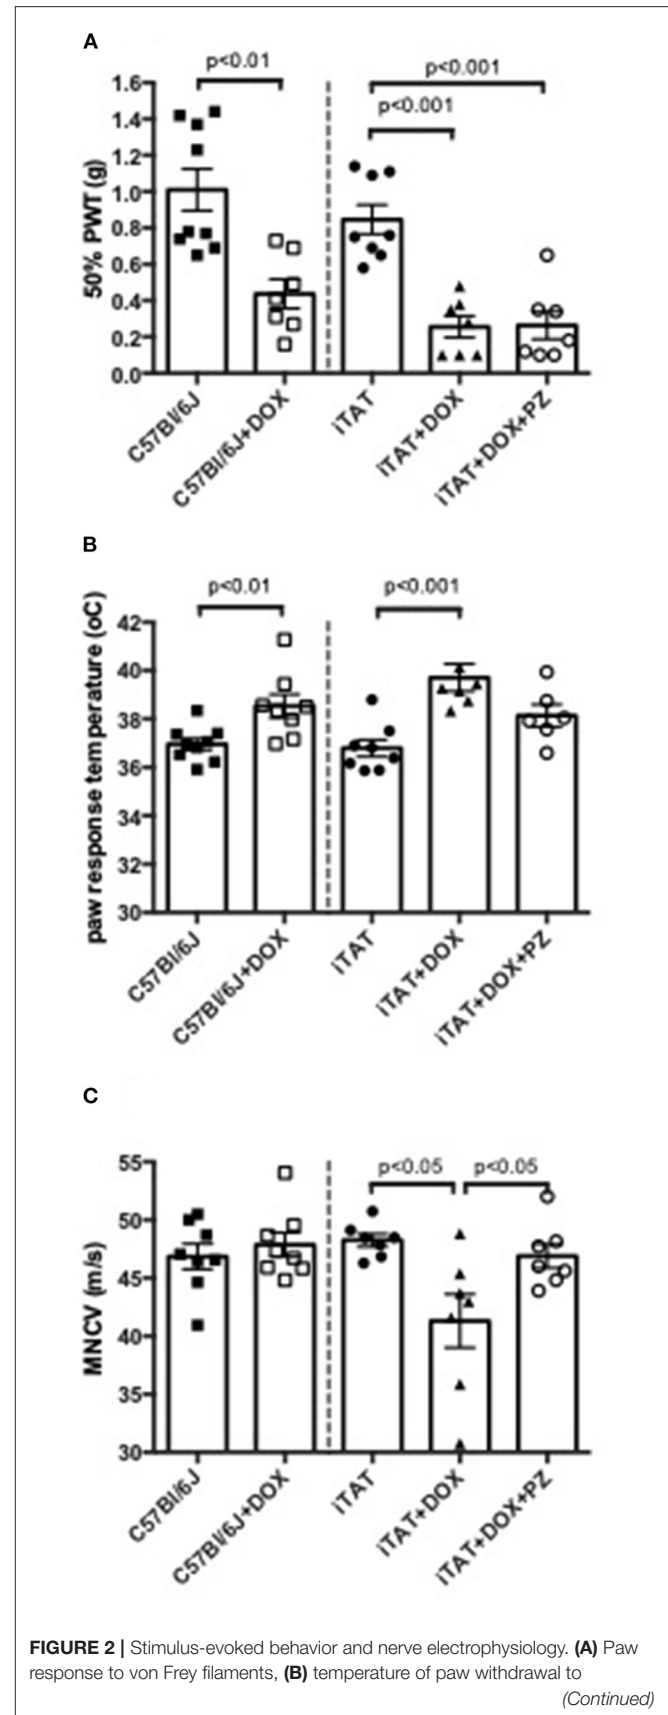 A
p<0.01
p<0.001
p<0.001
50% PWT (g)
1.6
1.4
1.2
1.0
0.8
0.6
0.4
0.2
0.0
C57Bl/6J
C57Bl/6J+DOX
iTAT
iTAT+DOX
iTAT+DOX+PZ
B
p<0.01
p<0.001
paw response temperature (oC)
42
40
38
36
34
32
30
C57Bl/6J
C57Bl/6J+DOX
iTAT
iTAT+DOX
iTAT+DOX+PZ
C
p<0.05
p<0.05
MNCV (m/s)
55
50
45
40
35
30
C57Bl/6J
C57Bl/6J+DOX
iTAT
iTAT+DOX
iTAT+DOX+PZ
FIGURE 2 | Stimulus-evoked behavior and nerve electrophysiology. (A) Paw
response to von Frey filaments, (B) temperature of paw withdrawal to
(Continued)